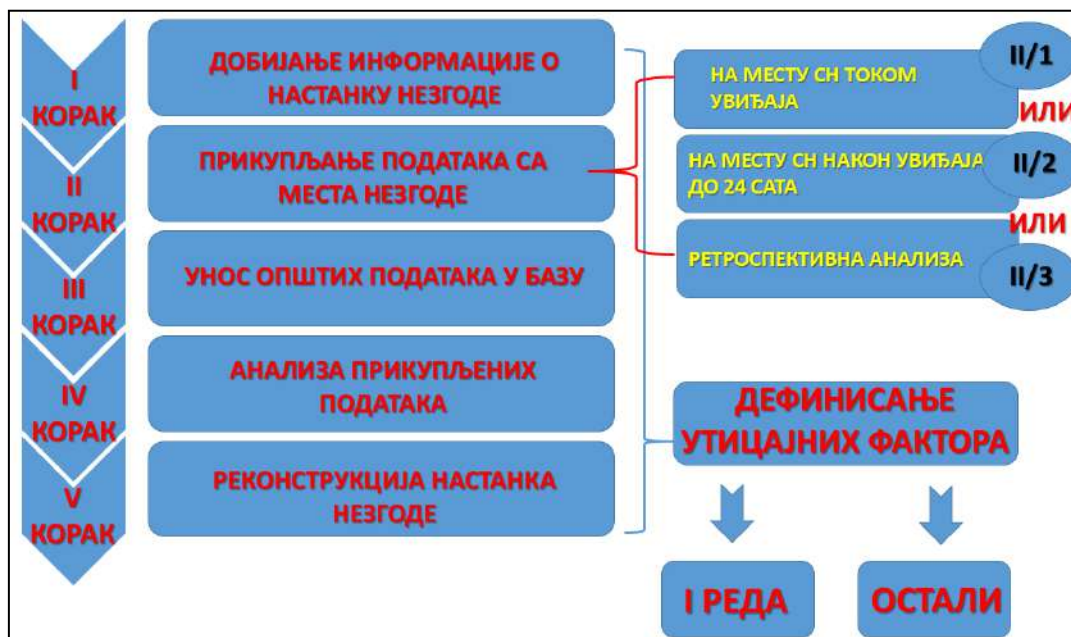 I
КОРАК
ДОБИЈАЊЕ ИНФОРМАЦИЈЕ О
НАСТАНКУ НЕЗГОДЕ
II
КОРАК
ПРИКУПЉАЊЕ ПОДАТАКА СА
МЕСТА НЕЗГОДЕ
III
КОРАК
УНОС ОПШТИХ ПОДАТАКА У БАЗУ
IV
КОРАК
АНАЛИЗА ПРИКУПЉЕНИХ
ПОДАТАКА
V
КОРАК
РЕКОНСТРУКЦИЈА НАСТАНКА
НЕЗГОДЕ
НА МЕСТУ СН ТОКОМ
УВИЂАЈА
II/1
ИЛИ
НА МЕСТУ СН НАКОН УВИЂАЈА
ДО 24 САТА
II/2
ИЛИ
РЕТРОСПЕКТИВНА АНАЛИЗА
II/3
ДЕФИНИСАЊЕ
УТИЦАЈНИХ ФАКТОРА
I РЕДА
ОСТАЛИ